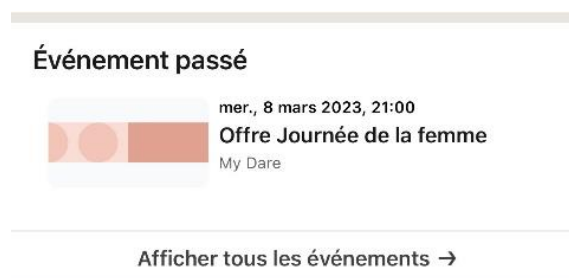 Événement passé
mer., 8 mars 2023, 21:00
Offre Journée de la femme
My Dare
Afficher tous les événements →